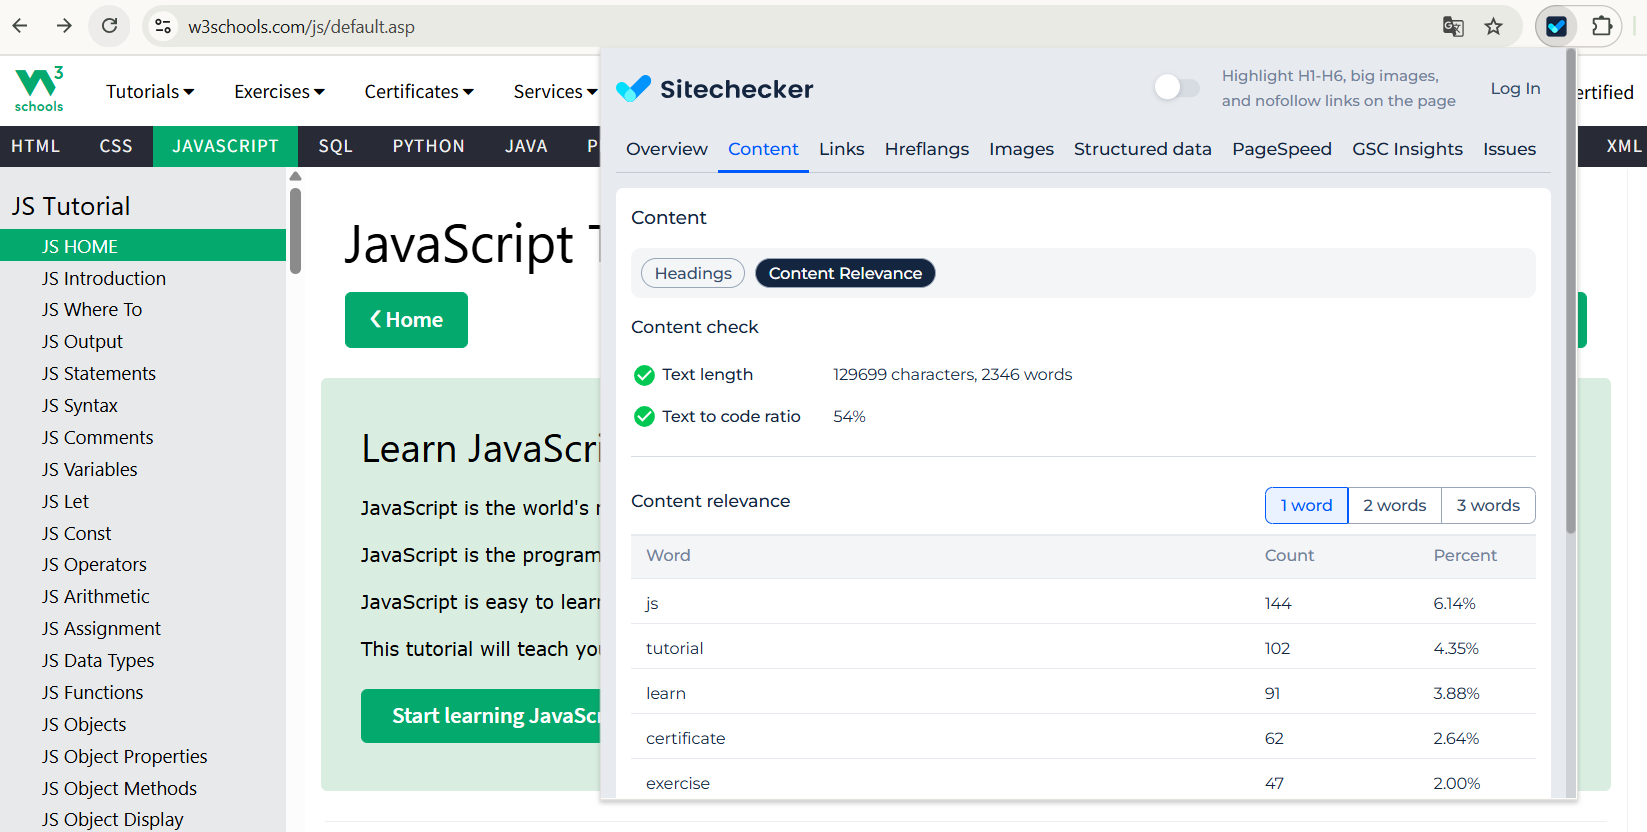 w3schools.com/js/default.asp
W3 schools
Tutorials
Exercises
Certificates
Services
ertified
HTML
CSS
JAVASCRIPT
SQL
PYTHON
JAVA
P
XML
JS Tutorial
JS HOME
JS Introduction
JS Where To
JS Output
JS Statements
JS Syntax
JS Comments
JS Variables
JS Let
JS Const
JS Operators
JS Arithmetic
JS Assignment
JS Data Types
JS Functions
JS Objects
JS Object Properties
JS Object Methods
JS Object Display
JavaScript
❮ Home
Learn JavaScri
JavaScript is the world's
JavaScript is the program
JavaScript is easy to lear
This tutorial will teach yo
Start learning JavaSc
Sitechecker
Highlight H1-H6, big images,
and nofollow links on the page
Log In
Overview
Content
Links
Hreflangs
Images
Structured data
PageSpeed
GSC Insights
Issues
Content
Headings
Content Relevance
Content check
Text length 129699 characters, 2346 words
Text to code ratio 54%
Content relevance
1 word
2 words
3 words
Word Count Percent
js 144 6.14%
tutorial 102 4.35%
learn 91 3.88%
certificate 62 2.64%
exercise 47 2.00%